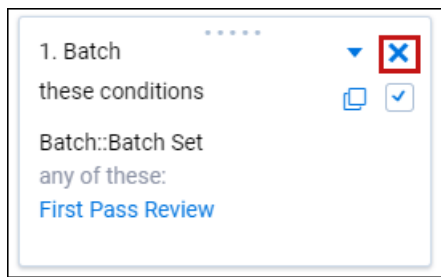 1. Batch
these conditions
Batch::Batch Set
any of these:
First Pass Review